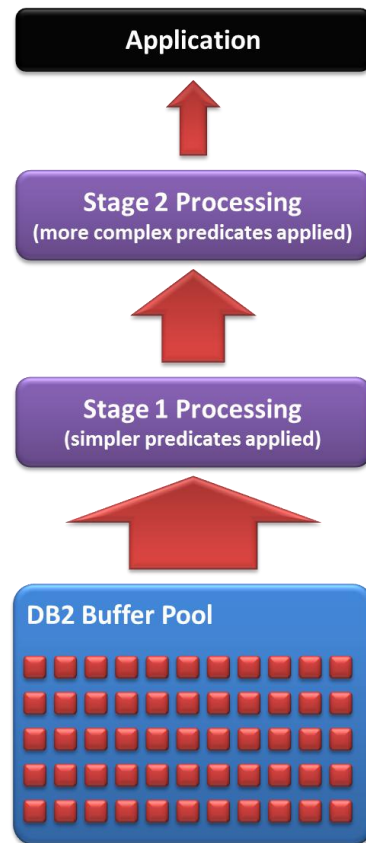 Application
Stage 2 Processing
(more complex predicates applied)
Stage 1 Processing
(simpler predicates applied)
DB2 Buffer Pool